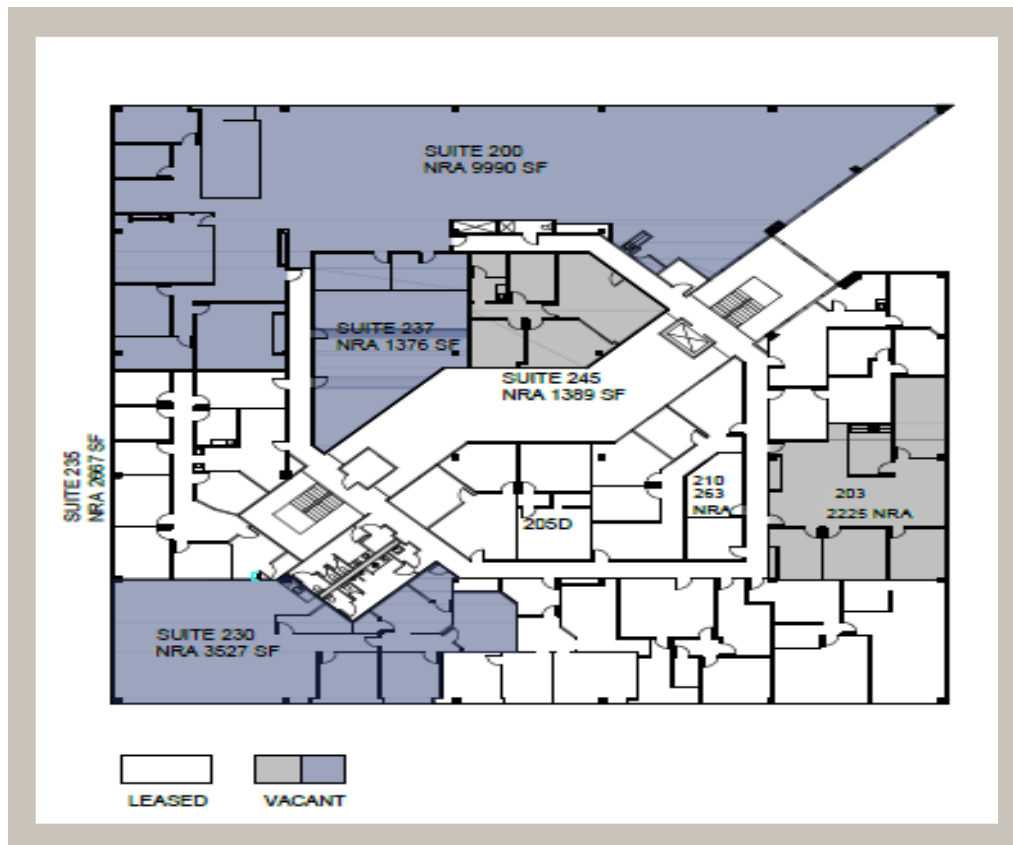 SUITE 200
NRA 9990 SF
SUITE 237
NRA 1376 SF
SUITE 245
NRA 1389 SF
SUITE 235
NRA 2667 SF
210
263
NRA
203
2225 NRA
205D
SUITE 230
NRA 3527 SF
LEASED
VACANT